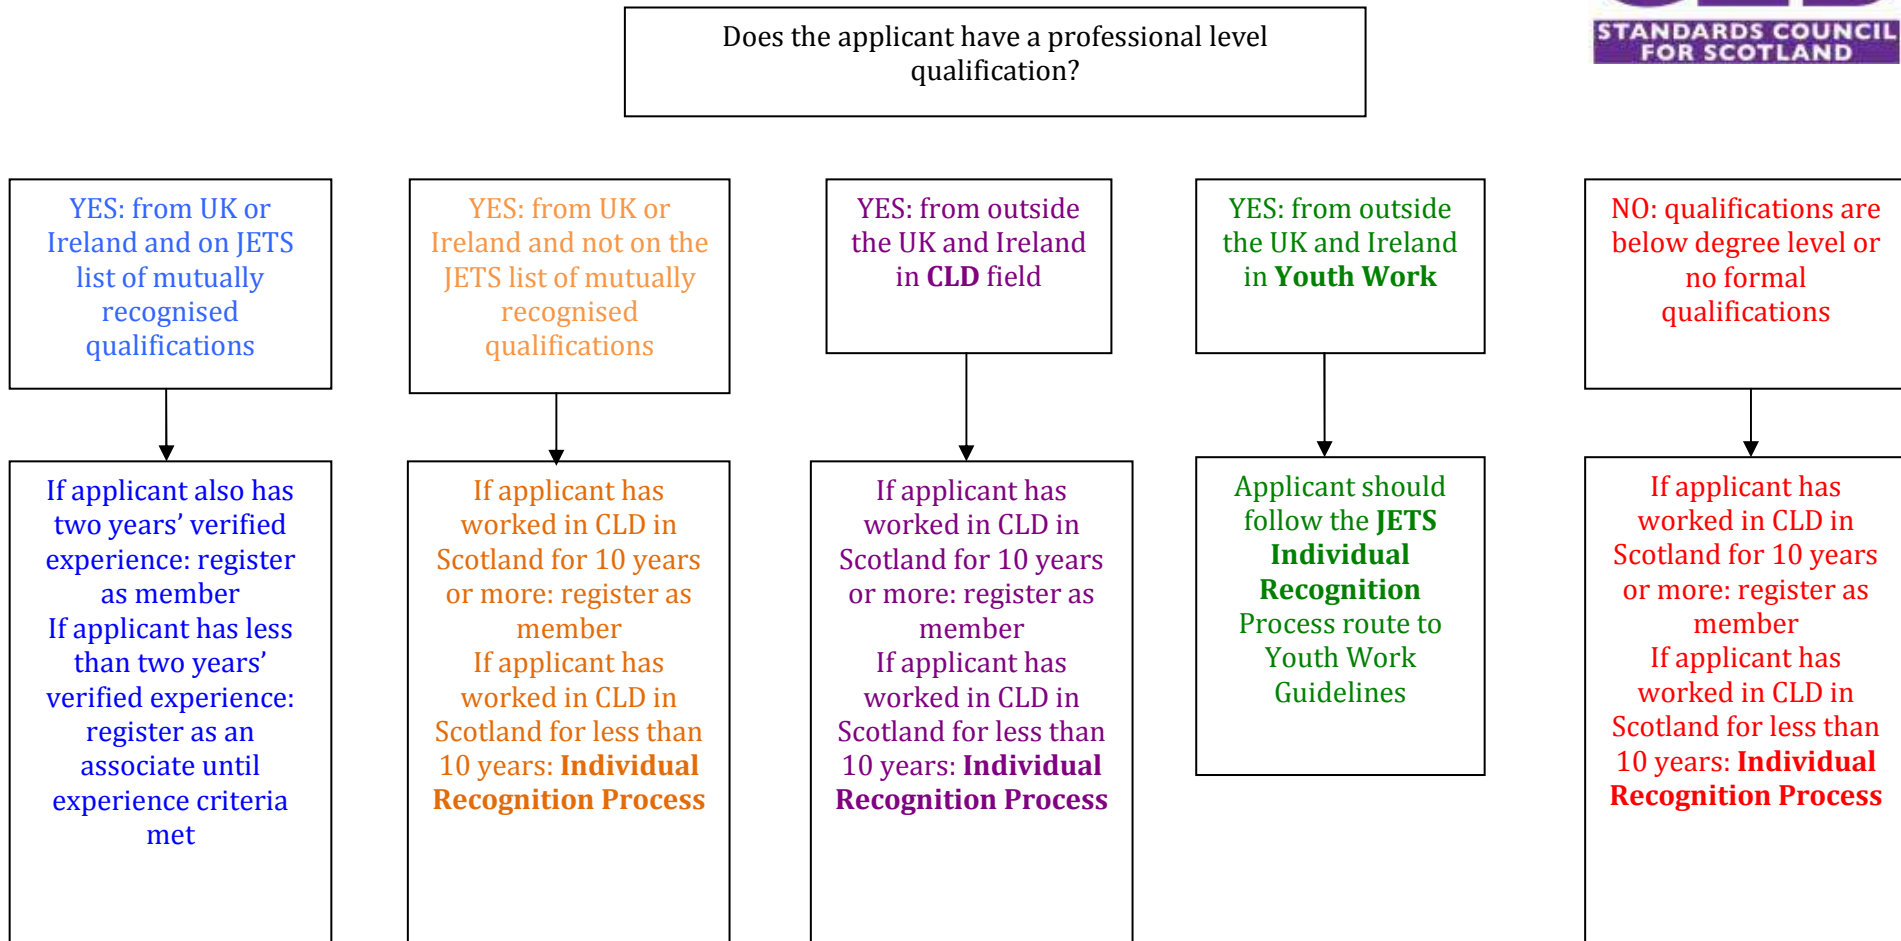 Does the applicant have a professional level
qualification?
STANDARDS COUNCIL
FOR SCOTLAND
YES: from UK or
Ireland and on JETS
list of mutually
recognised
qualifications
YES: from UK or
Ireland and not on the
JETS list of mutually
recognised
qualifications
YES: from outside
the UK and Ireland
in CLD field
YES: from outside
the UK and Ireland
in Youth Work
NO: qualifications are
below degree level or
no formal
qualifications
If applicant also has
two years’ verified
experience: register
as member
If applicant has less
than two years’
verified experience:
register as an
associate until
experience criteria
met
If applicant has
worked in CLD in
Scotland for 10 years
or more: register as
member
If applicant has
worked in CLD in
Scotland for less than
10 years: Individual
Recognition Process
If applicant has
worked in CLD in
Scotland for 10 years
or more: register as
member
If applicant has
worked in CLD in
Scotland for less than
10 years: Individual
Recognition Process
Applicant should
follow the JETS
Individual
Recognition
Process route to
Youth Work
Guidelines
If applicant has
worked in CLD in
Scotland for 10 years
or more: register as
member
If applicant has
worked in CLD in
Scotland for less than
10 years: Individual
Recognition Process